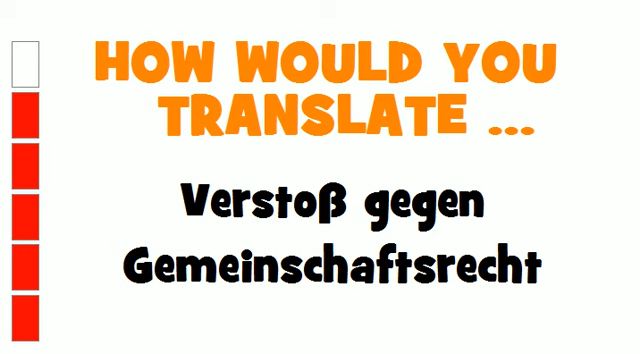 HOW WOULD YOU
TRANSLATE ...
Verstoß gegen
Gemeinschaftsrecht